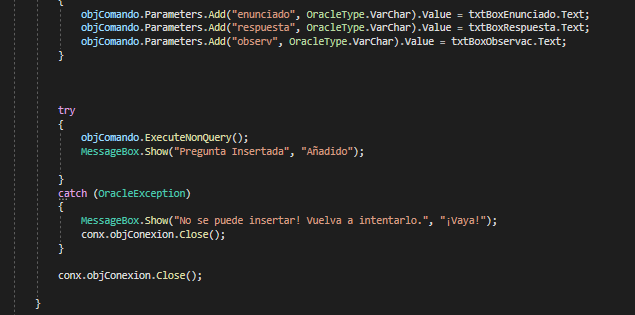 {
objComando.Parameters.Add("enunciado", OracleType.VarChar).Value = txtBoxEnunciado.Text;
objComando.Parameters.Add("respuesta", OracleType.VarChar).Value = txtBoxRespuesta.Text;
objComando.Parameters.Add("observ", OracleType.VarChar).Value = txtBoxObservac.Text;
}
try
{
objComando.ExecuteNonQuery();
MessageBox.Show("Pregunta Insertada", "Añadido");
}
catch (OracleException)
{
MessageBox.Show("No se puede insertar! Vuelva a intentarlo.", "¡Vaya!");
conx.objConexion.Close();
}
conx.objConexion.Close();
}